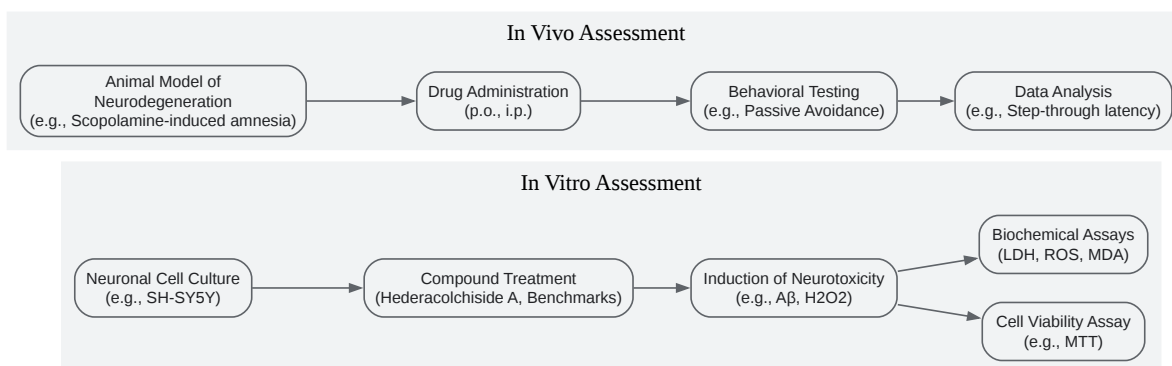 In Vivo Assessment
Animal Model of
Neurodegeneration
(e.g., Scopolamine-induced amnesia)
Drug Administration
(p.o., i.p.)
Behavioral Testing
(e.g., Passive Avoidance)
Data Analysis
(e.g., Step-through latency)
In Vitro Assessment
Neuronal Cell Culture
(e.g., SH-SY5Y)
Compound Treatment
(Hederacolchiside A, Benchmarks)
Induction of Neurotoxicity
(e.g., Aβ, H2O2)
Biochemical Assays
(LDH, ROS, MDA)
Cell Viability Assay
(e.g., MTT)